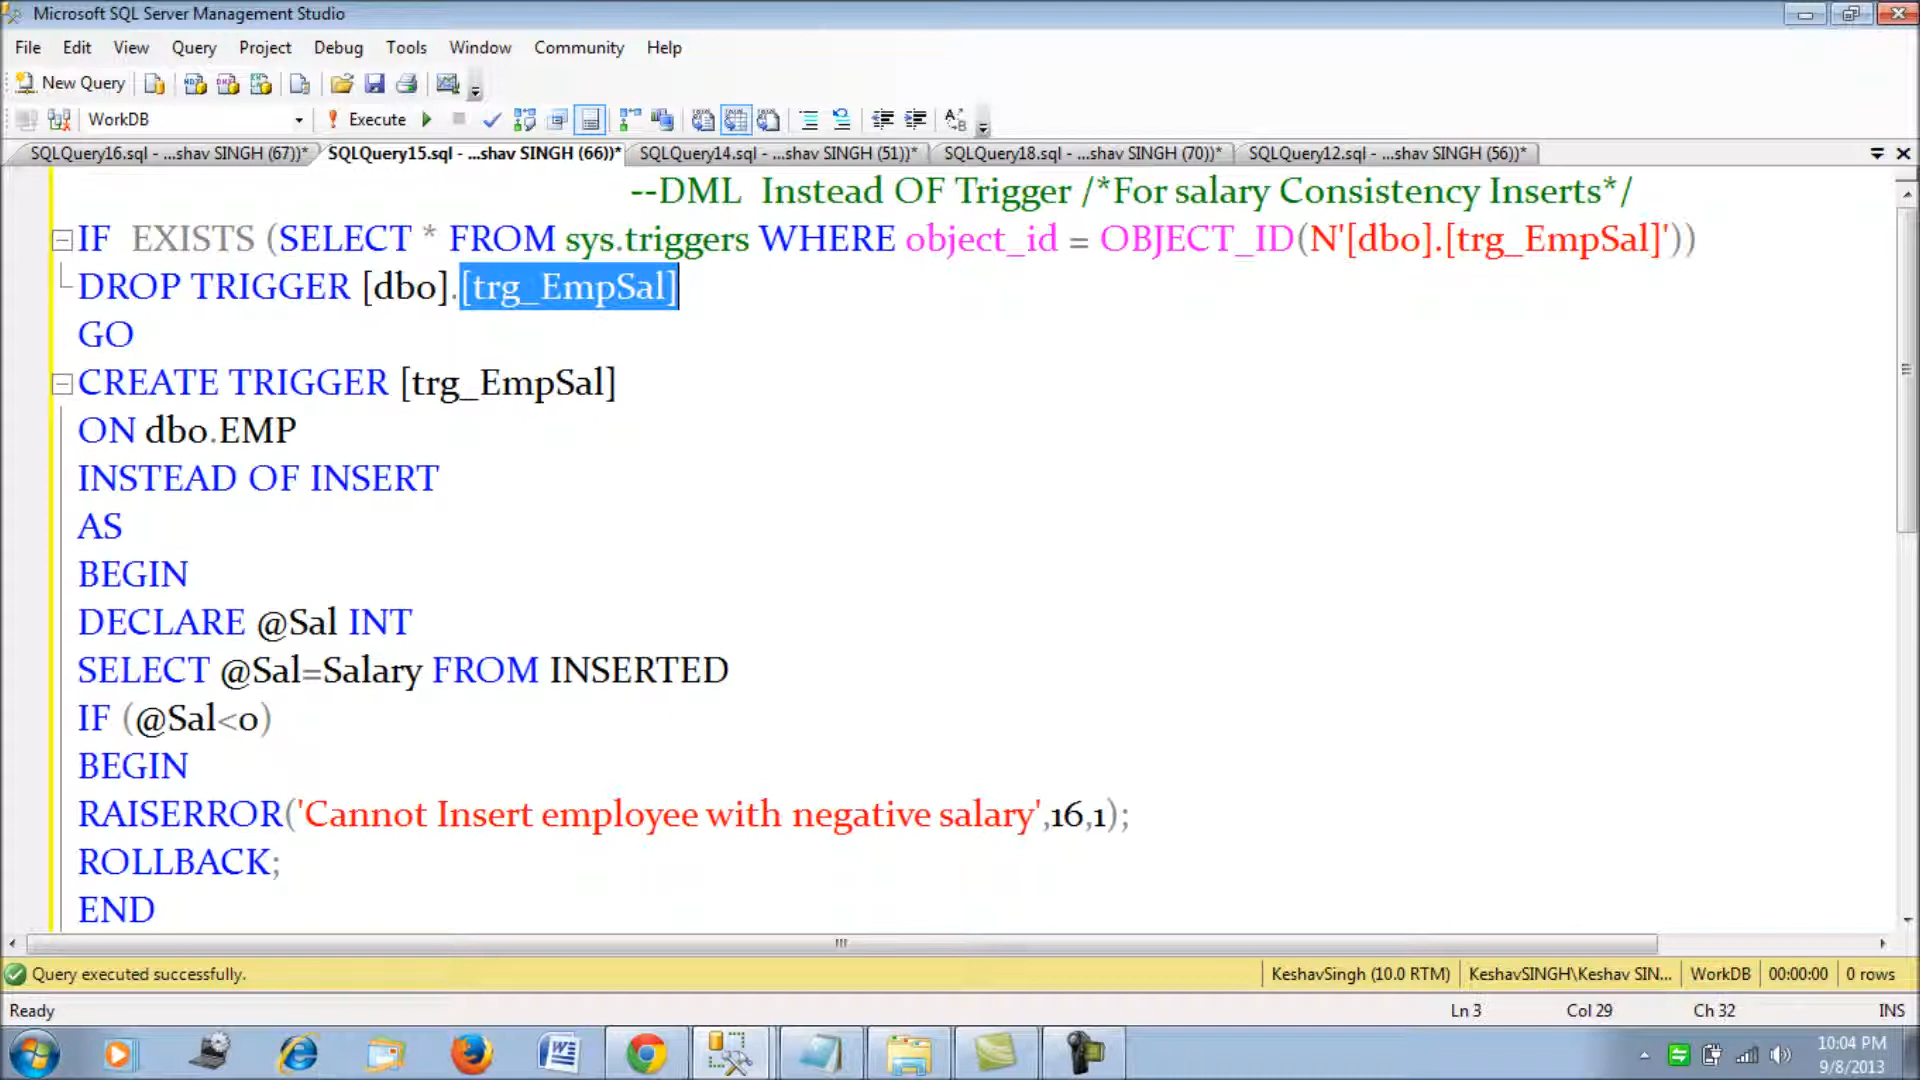 Microsoft SQL Server Management Studio
File Edit View Query Project Debug Tools Window Community Help
New Query
WorkDB Execute
SQLQuery16.sql - ...shav SINGH (67))* SQLQuery15.sql - ...shav SINGH (66))* SQLQuery14.sql - ...shav SINGH (51))* SQLQuery18.sql - ...shav SINGH (70))* SQLQuery12.sql - ...shav SINGH (56))*
--DML Instead OF Trigger /*For salary Consistency Inserts*/
IF EXISTS (SELECT * FROM sys.triggers WHERE object_id = OBJECT_ID(N'[dbo].[trg_EmpSal]'))
DROP TRIGGER [dbo].[trg_EmpSal]
GO
CREATE TRIGGER [trg_EmpSal]
ON dbo.EMP
INSTEAD OF INSERT
AS
BEGIN
DECLARE @Sal INT
SELECT @Sal=Salary FROM INSERTED
IF (@Sal<0)
BEGIN
RAISERROR('Cannot Insert employee with negative salary',16,1);
ROLLBACK;
END
Query executed successfully. KeshavSingh (10.0 RTM) KeshavSINGH\Keshav SIN... WorkDB 00:00:00 0 rows
Ready Ln 3 Col 29 Ch 32 INS
10:04 PM
9/8/2013